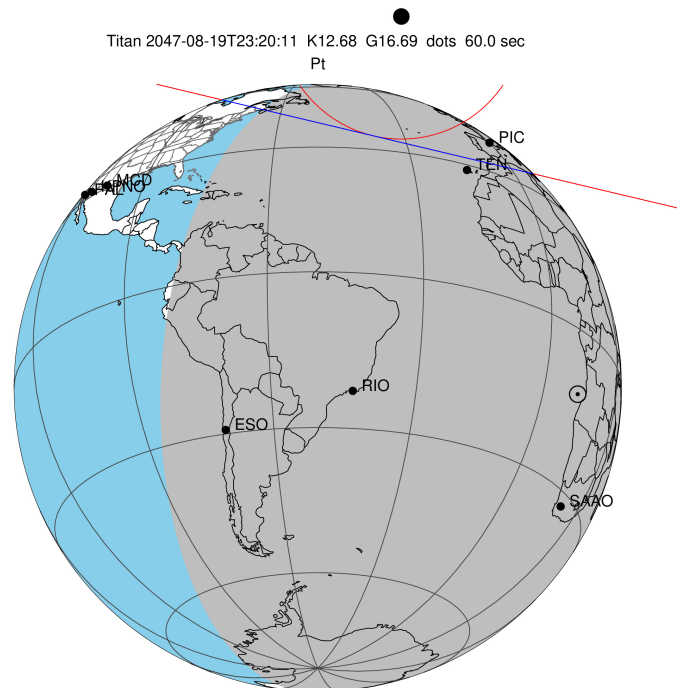 Titan 2047-08-19T23:20:11 K12.68 G16.69 dots 60.0 sec
Pt
PIC
TEN
MCD
RIO
ESO
SAAO